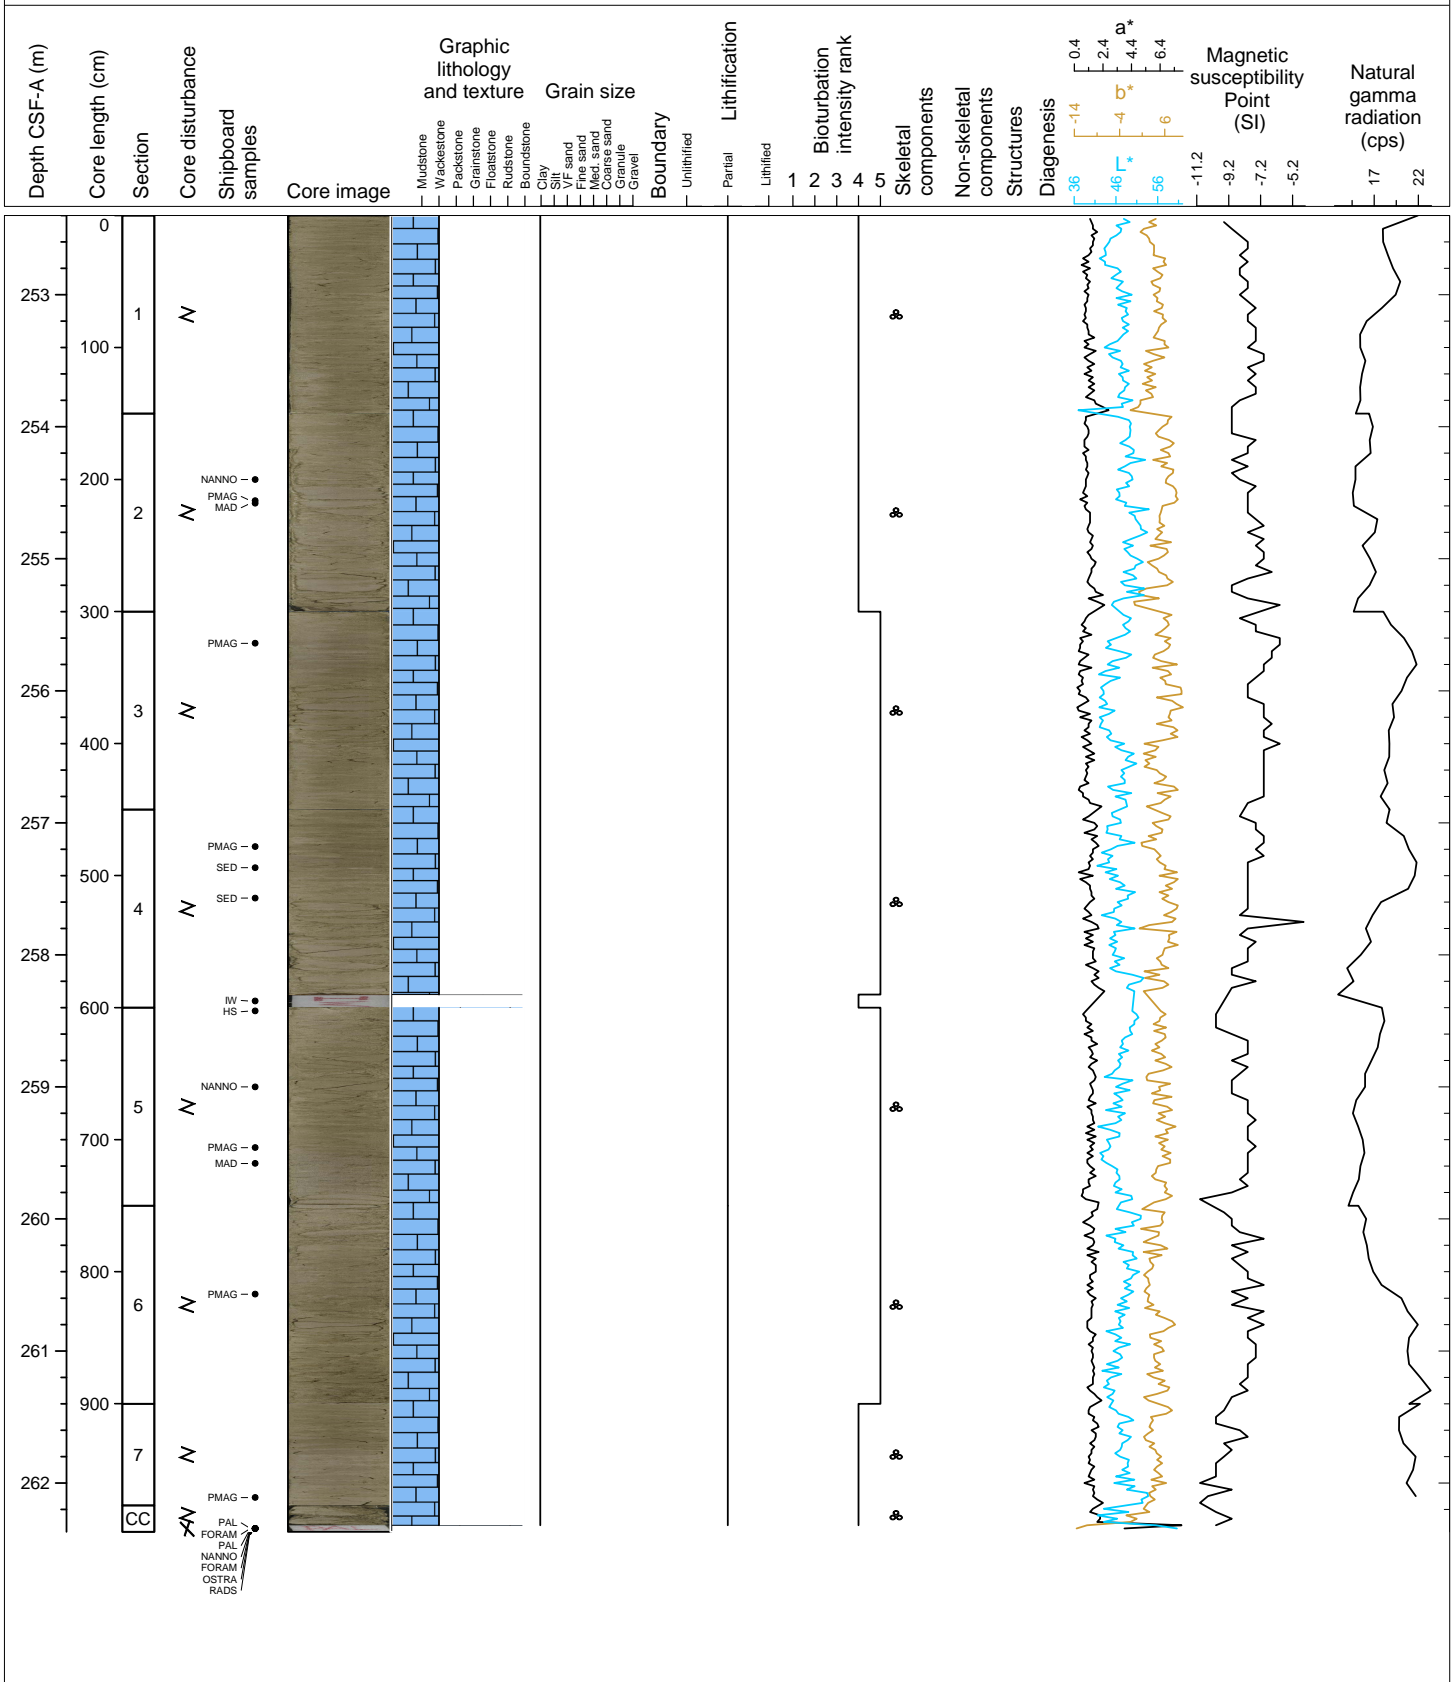 Depth CSF-A (m)
Core length (cm)
Section
Core disturbance
Shipboard
samples
Core image
Graphic
lithology
and texture
Mudstone
Wackestone
Packstone
Grainstone
Floatstone
Rudstone
Boundstone
Grain size
Clay
Silt
VF sand
Fine sand
Med. sand
Coarse sand
Granule
Gravel
Boundary
Lithification
Unlithified
Partial
Lithified
Bioturbation
intensity rank
1 2 3 4 5
Skeletal
components
Non-skeletal
components
Structures
Diagenesis
a*
0.4 2.4 4.4 6.4
b*
-14 -4 6
L*
36 46 56
Magnetic
susceptibility
Point
(SI)
-11.2 -9.2 -7.2 -5.2
Natural
gamma
radiation
(cps)
17 22
0
253
1
100
254
200
NANNO
PMAG
MAD
2
255
300
PMAG
256
3
400
257
PMAG
SED
500
SED
4
258
IW
600
HS
259
NANNO
5
700
PMAG
MAD
260
800
PMAG
6
261
900
7
262
PMAG
CC
PAL
FORAM
PAL
NANNO
FORAM
OSTRA
RADS